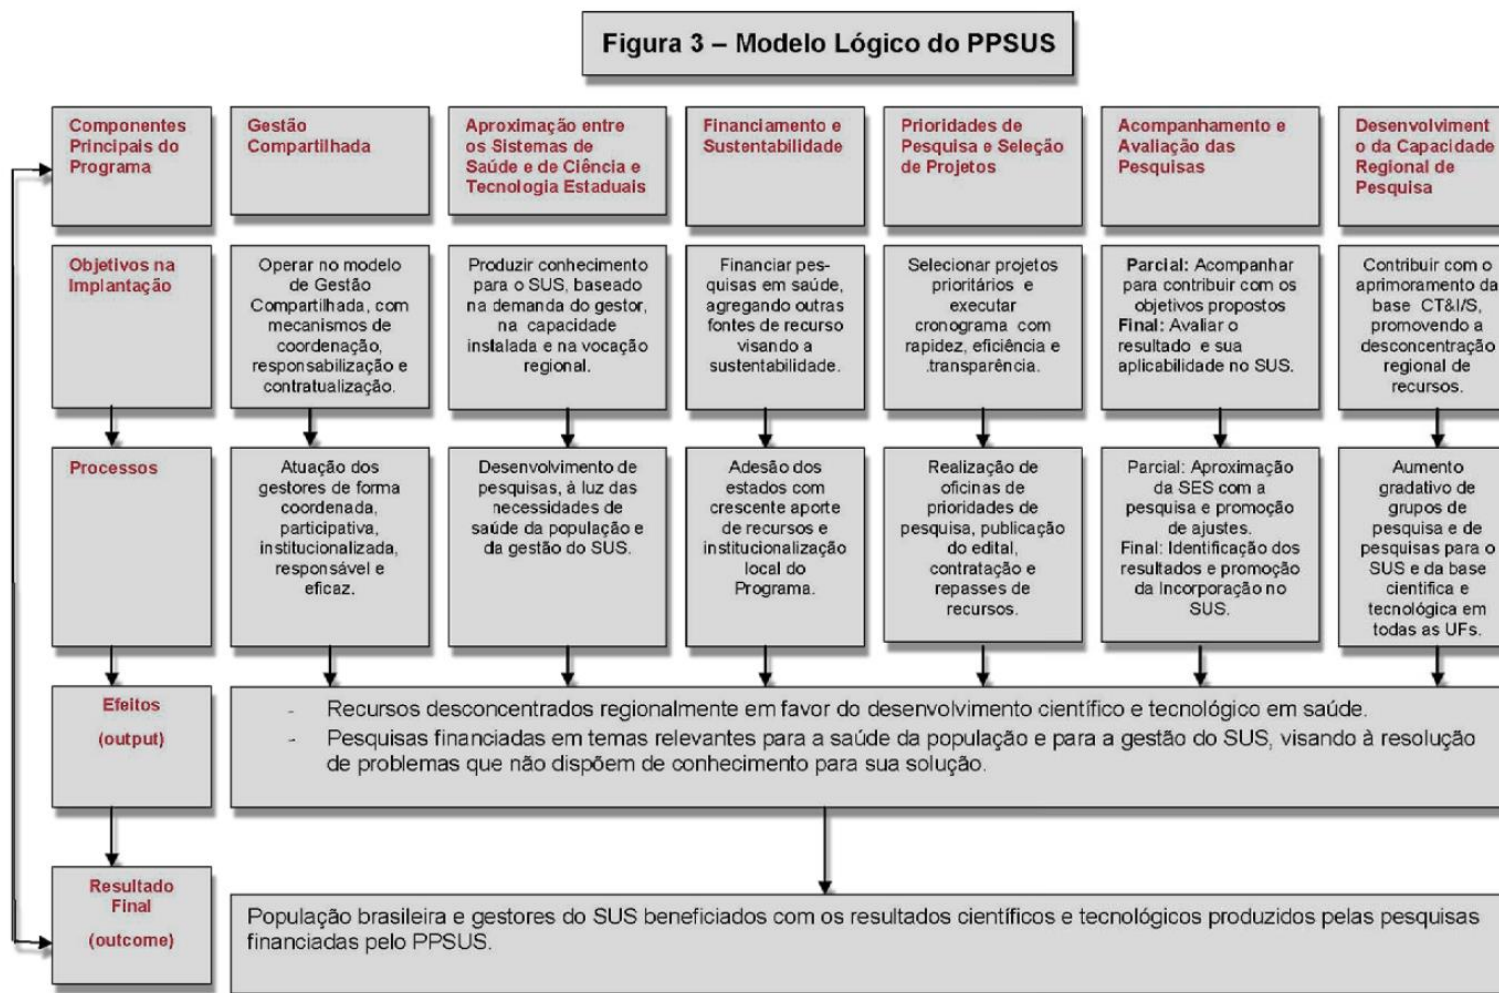 Figura 3 – Modelo Lógico do PPSUS
Componentes
Principais do
Programa
Gestão
Compartilhada
Aproximação entre
os Sistemas de
Saúde e de Ciência e
Tecnologia Estaduais
Financiamento e
Sustentabilidade
Prioridades de
Pesquisa e Seleção
de Projetos
Acompanhamento e
Avaliação das
Pesquisas
Desenvolviment
o da Capacidade
Regional de
Pesquisa
Objetivos na
Implantação
Operar no modelo
de Gestão
Compartilhada, com
mecanismos de
coordenação,
responsabilização e
contratualização.
Produzir conhecimento
para o SUS, baseado
na demanda do gestor,
na capacidade
instalada e na vocação
regional.
Financiar pes-
quisas em saúde,
agregando outras
fontes de recurso
visando a
sustentabilidade.
Selecionar projetos
prioritários e
executar
cronograma com
rapidez, eficiência e
.transparência.
Parcial: Acompanhar
para contribuir com os
objetivos propostos
Final: Avaliar o
resultado e sua
aplicabilidade no SUS.
Contribuir com o
aprimoramento da
base CT&I/S,
promovendo a
desconcentração
regional de
recursos.
Processos
Atuação dos
gestores de forma
coordenada,
participativa,
institucionalizada,
responsável e
eficaz.
Desenvolvimento de
pesquisas, à luz das
necessidades de
saúde da população e
da gestão do SUS.
Adesão dos
estados com
crescente aporte
de recursos e
institucionalização
local do
Programa.
Realização de
oficinas de
prioridades de
pesquisa, publicação
do edital,
contratação e
repasses de
recursos.
Parcial: Aproximação
da SES com a
pesquisa e promoção
de ajustes.
Final: Identificação dos
resultados e promoção
da Incorporação no
SUS.
Aumento
gradativo de
grupos de
pesquisa e de
pesquisas para o
SUS e da base
cientifica e
tecnológica em
todas as UFs.
Efeitos
(output)
- Recursos desconcentrados regionalmente em favor do desenvolvimento científico e tecnológico em saúde.
- Pesquisas financiadas em temas relevantes para a saúde da população e para a gestão do SUS, visando à resolução
de problemas que não dispõem de conhecimento para sua solução.
Resultado
Final
(outcome)
População brasileira e gestores do SUS beneficiados com os resultados científicos e tecnológicos produzidos pelas pesquisas
financiadas pelo PPSUS.